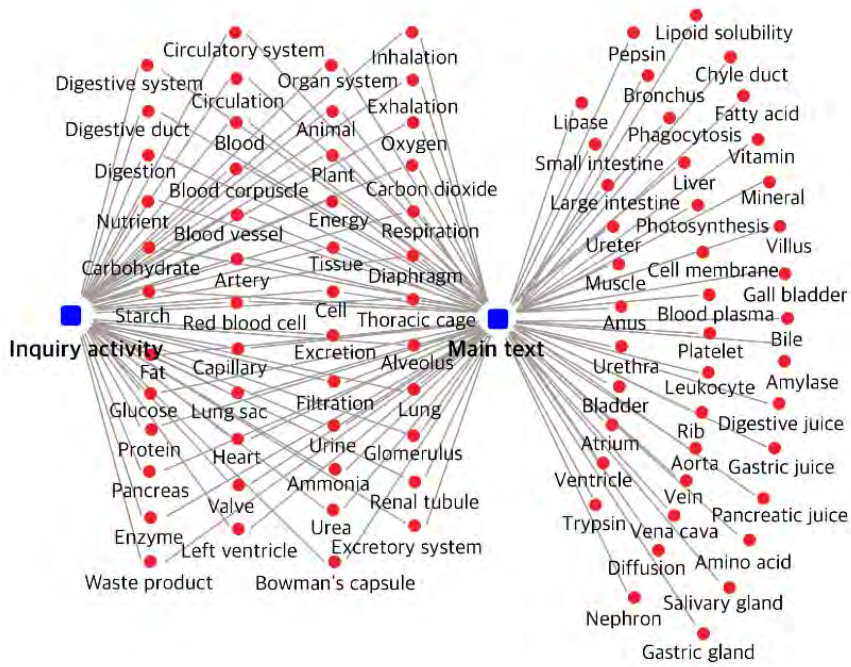 Circulatory system
Inhalation
Lipoid solubility
Pepsin
Digestive system
Organ system
Chyle duct
Circulation
Exhalation
Bronchus
Fatty acid
Digestive duct
Animal
Lipase
Phagocytosis
Blood
Oxygen
Vitamin
Digestion
Plant
Small intestine
Blood corpuscle
Carbon dioxide
Liver
Mineral
Nutrient
Energy
Large intestine
Blood vessel
Respiration
Photosynthesis
Villus
Carbohydrate
Tissue
Ureter
Artery
Diaphragm
Muscle
Cell membrane
Gall bladder
Starch
Cell
Red blood cell
Thoracic cage
Anus
Blood plasma
Bile
Inquiry activity
Excretion
Main text
Platelet
Fat
Capillary
Alveolus
Urethra
Leukocyte
Amylase
Glucose
Lung sac
Filtration
Lung
Bladder
Digestive juice
Protein
Heart
Urine
Glomerulus
Atrium
Rib
Gastric juice
Pancreas
Ammonia
Ventricle
Aorta
Valve
Renal tubule
Vein
Pancreatic juice
Enzyme
Urea
Trypsin
Vena cava
Left ventricle
Excretory system
Diffusion
Amino acid
Waste product
Bowman's capsule
Salivary gland
Nephron
Gastric gland